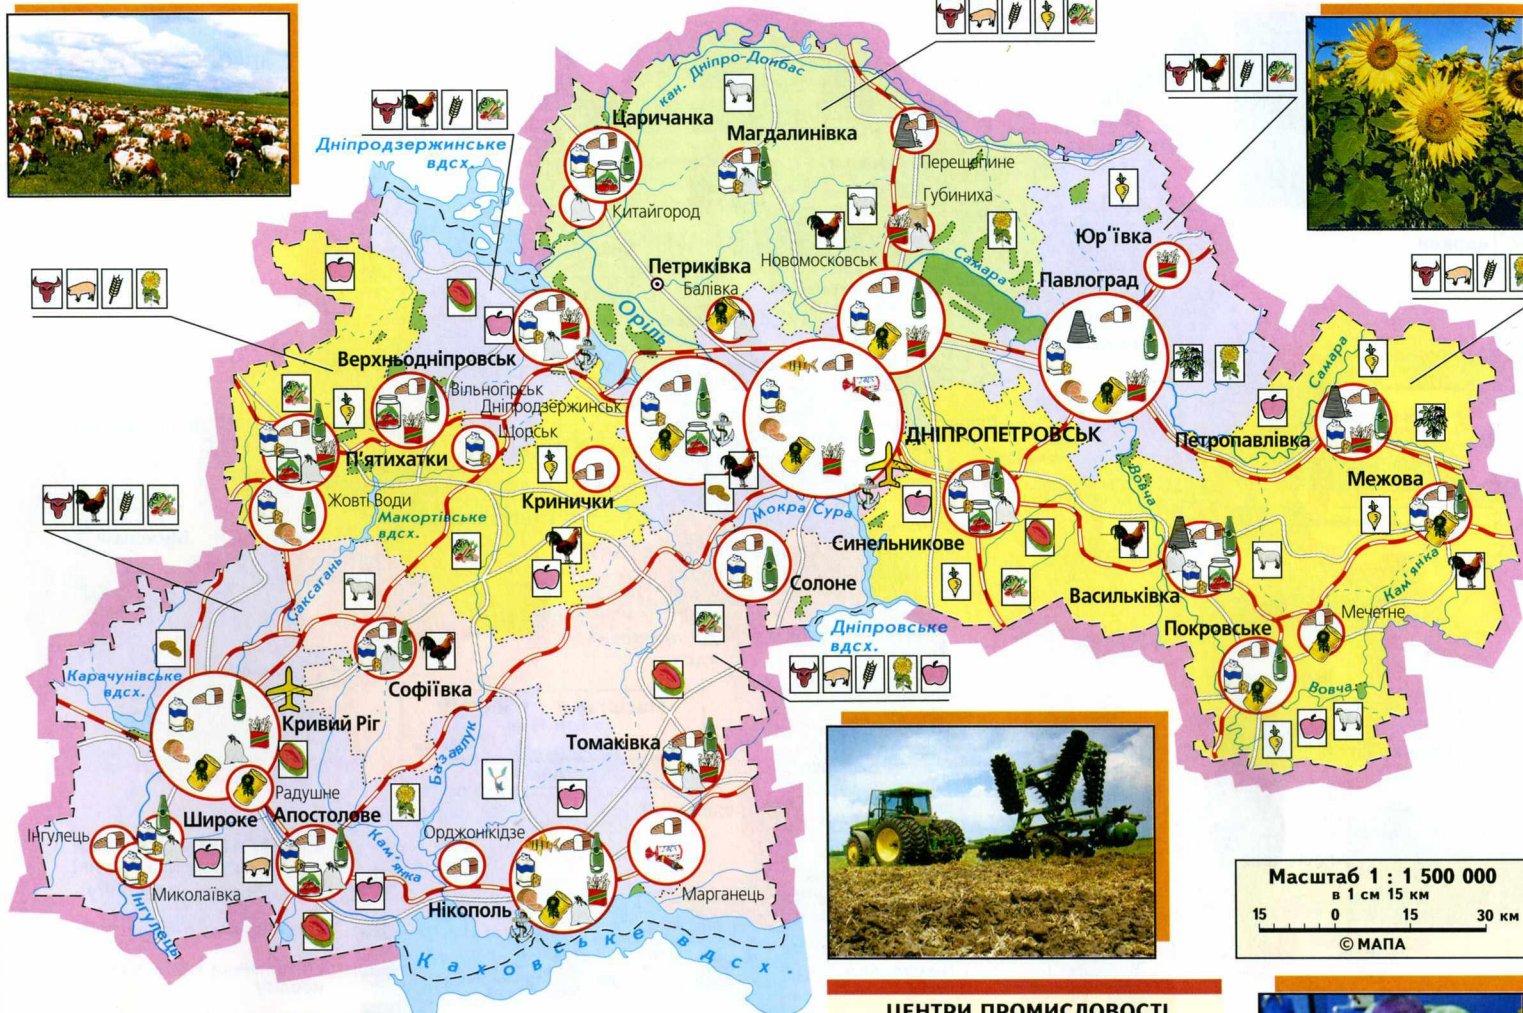 кан. Дніпро-Донбас
Царичанка
Магдалинівка
Дніпродзержинське
вдсх.
Перещепине
Китайгород
Губиниха
Юр'ївка
Новомосковськ
Самара
Петриківка
Павлоград
Балівка
Оріль
Верхньодніпровськ
Вільногірськ
Дніпродзержинськ
Щорськ
Самара
ДНІПРОПЕТРОВСЬК
Петропавлівка
П'ятихатки
Межова
Жовті Води
Кринички
Вовча
Макортівське
вдсх.
Мокра Сура
Синельникове
Кам'янка
Саксагань
Солоне
Васильківка
Мечетне
Покровське
Дніпровське
вдсх.
Карачунівське
вдсх.
Софіївка
Вовча
Кривий Ріг
Томаківка
Базавлук
Радушне
Широке
Апостолове
Інгулець
Орджонікідзе
Кам'янка
Миколаївка
Марганець
Нікополь
Інгулець
Каховське вдсх.
Масштаб 1 : 1 500 000
в 1 см 15 км
15 0 15 30 км
© МАПА
ЦЕНТРИ ПРОМИСЛОВОСТІ